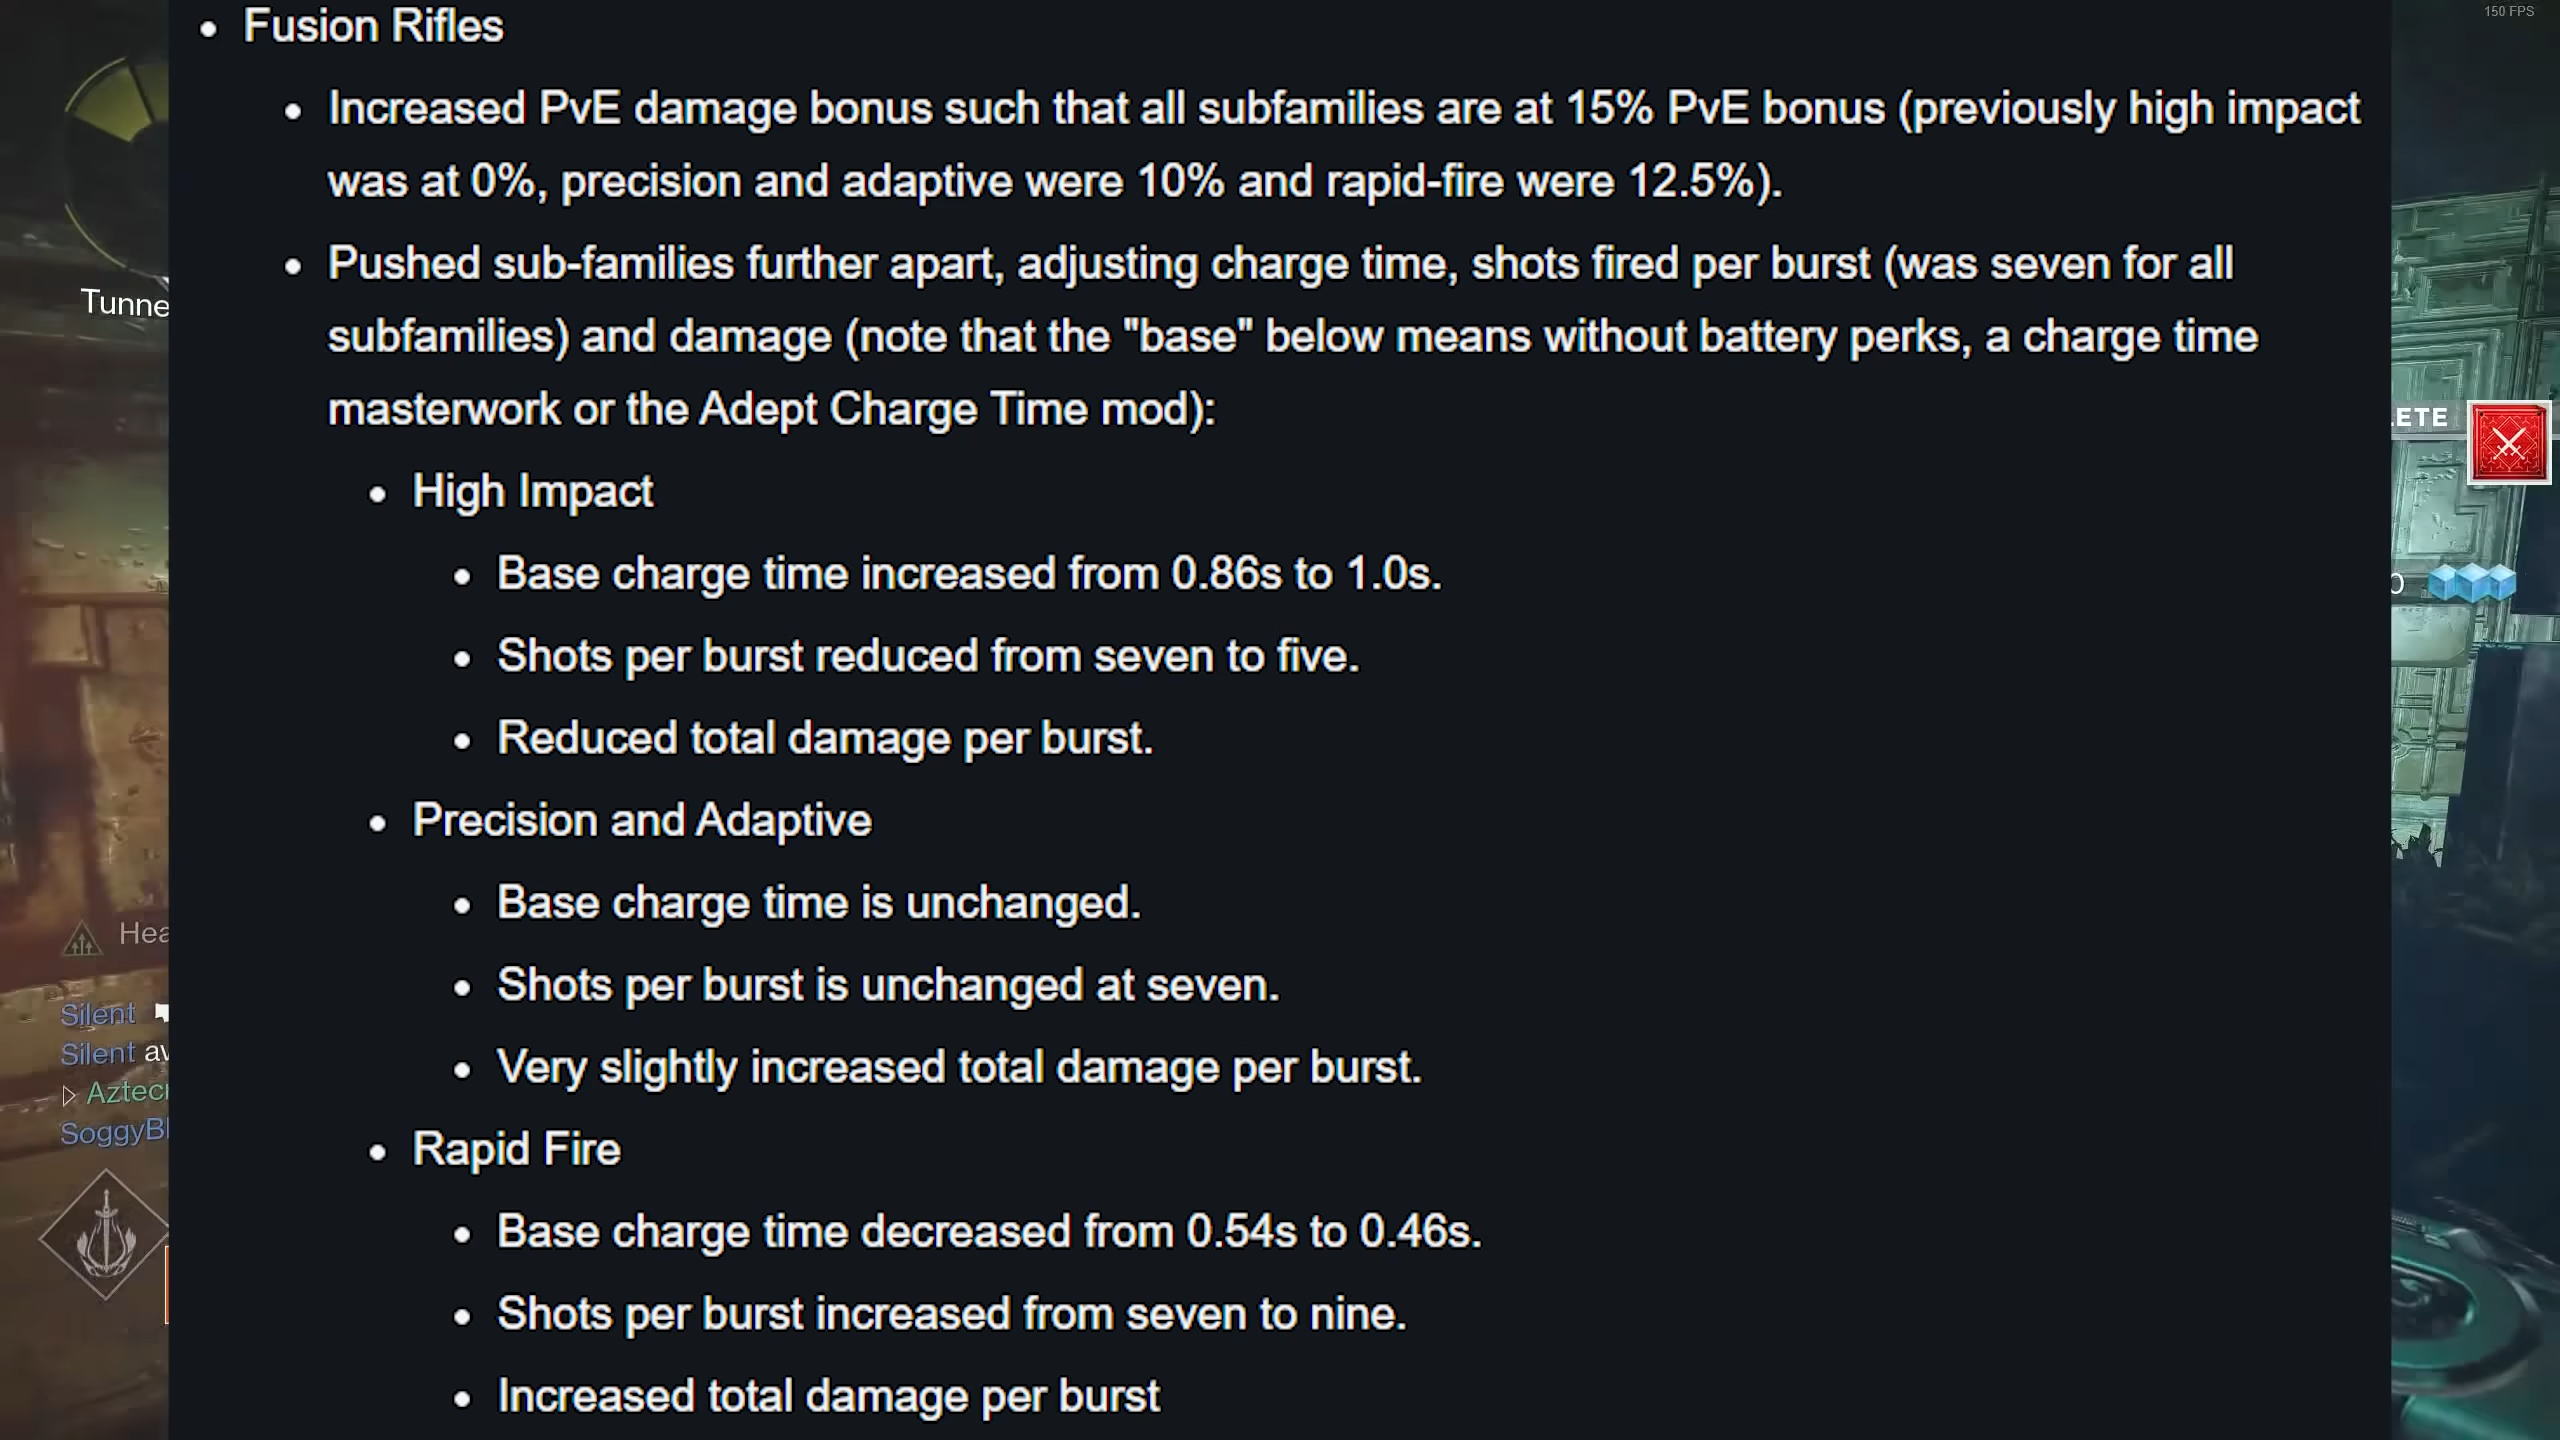 150 FPS
Fusion Rifles
Increased PvE damage bonus such that all subfamilies are at 15% PvE bonus (previously high impact
was at 0%, precision and adaptive were 10% and rapid-fire were 12.5%).
Pushed sub-families further apart, adjusting charge time, shots fired per burst (was seven for all
subfamilies) and damage (note that the "base" below means without battery perks, a charge time
masterwork or the Adept Charge Time mod):
High Impact
Base charge time increased from 0.86s to 1.0s.
Shots per burst reduced from seven to five.
Reduced total damage per burst.
Precision and Adaptive
Base charge time is unchanged.
Shots per burst is unchanged at seven.
Very slightly increased total damage per burst.
Rapid Fire
Base charge time decreased from 0.54s to 0.46s.
Shots per burst increased from seven to nine.
Increased total damage per burst
Tunne
LETE
Hea
Silent
Silent av
Aztecr
SoggyBl